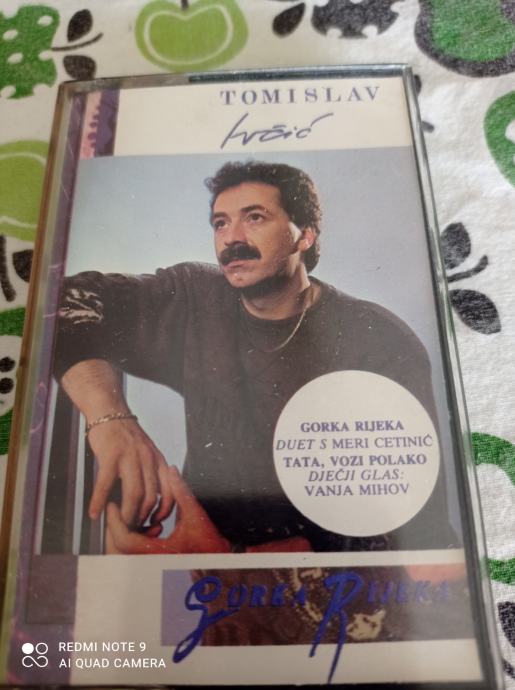 TOMISLAV
Ivčić
GORKA RIJEKA
DUET S MERI CETINIĆ
TATA, VOZI POLAKO
DJEČJI GLAS:
VANJA MIHOV
GORKA RIJEKA
REDMI NOTE 9
AI QUAD CAMERA